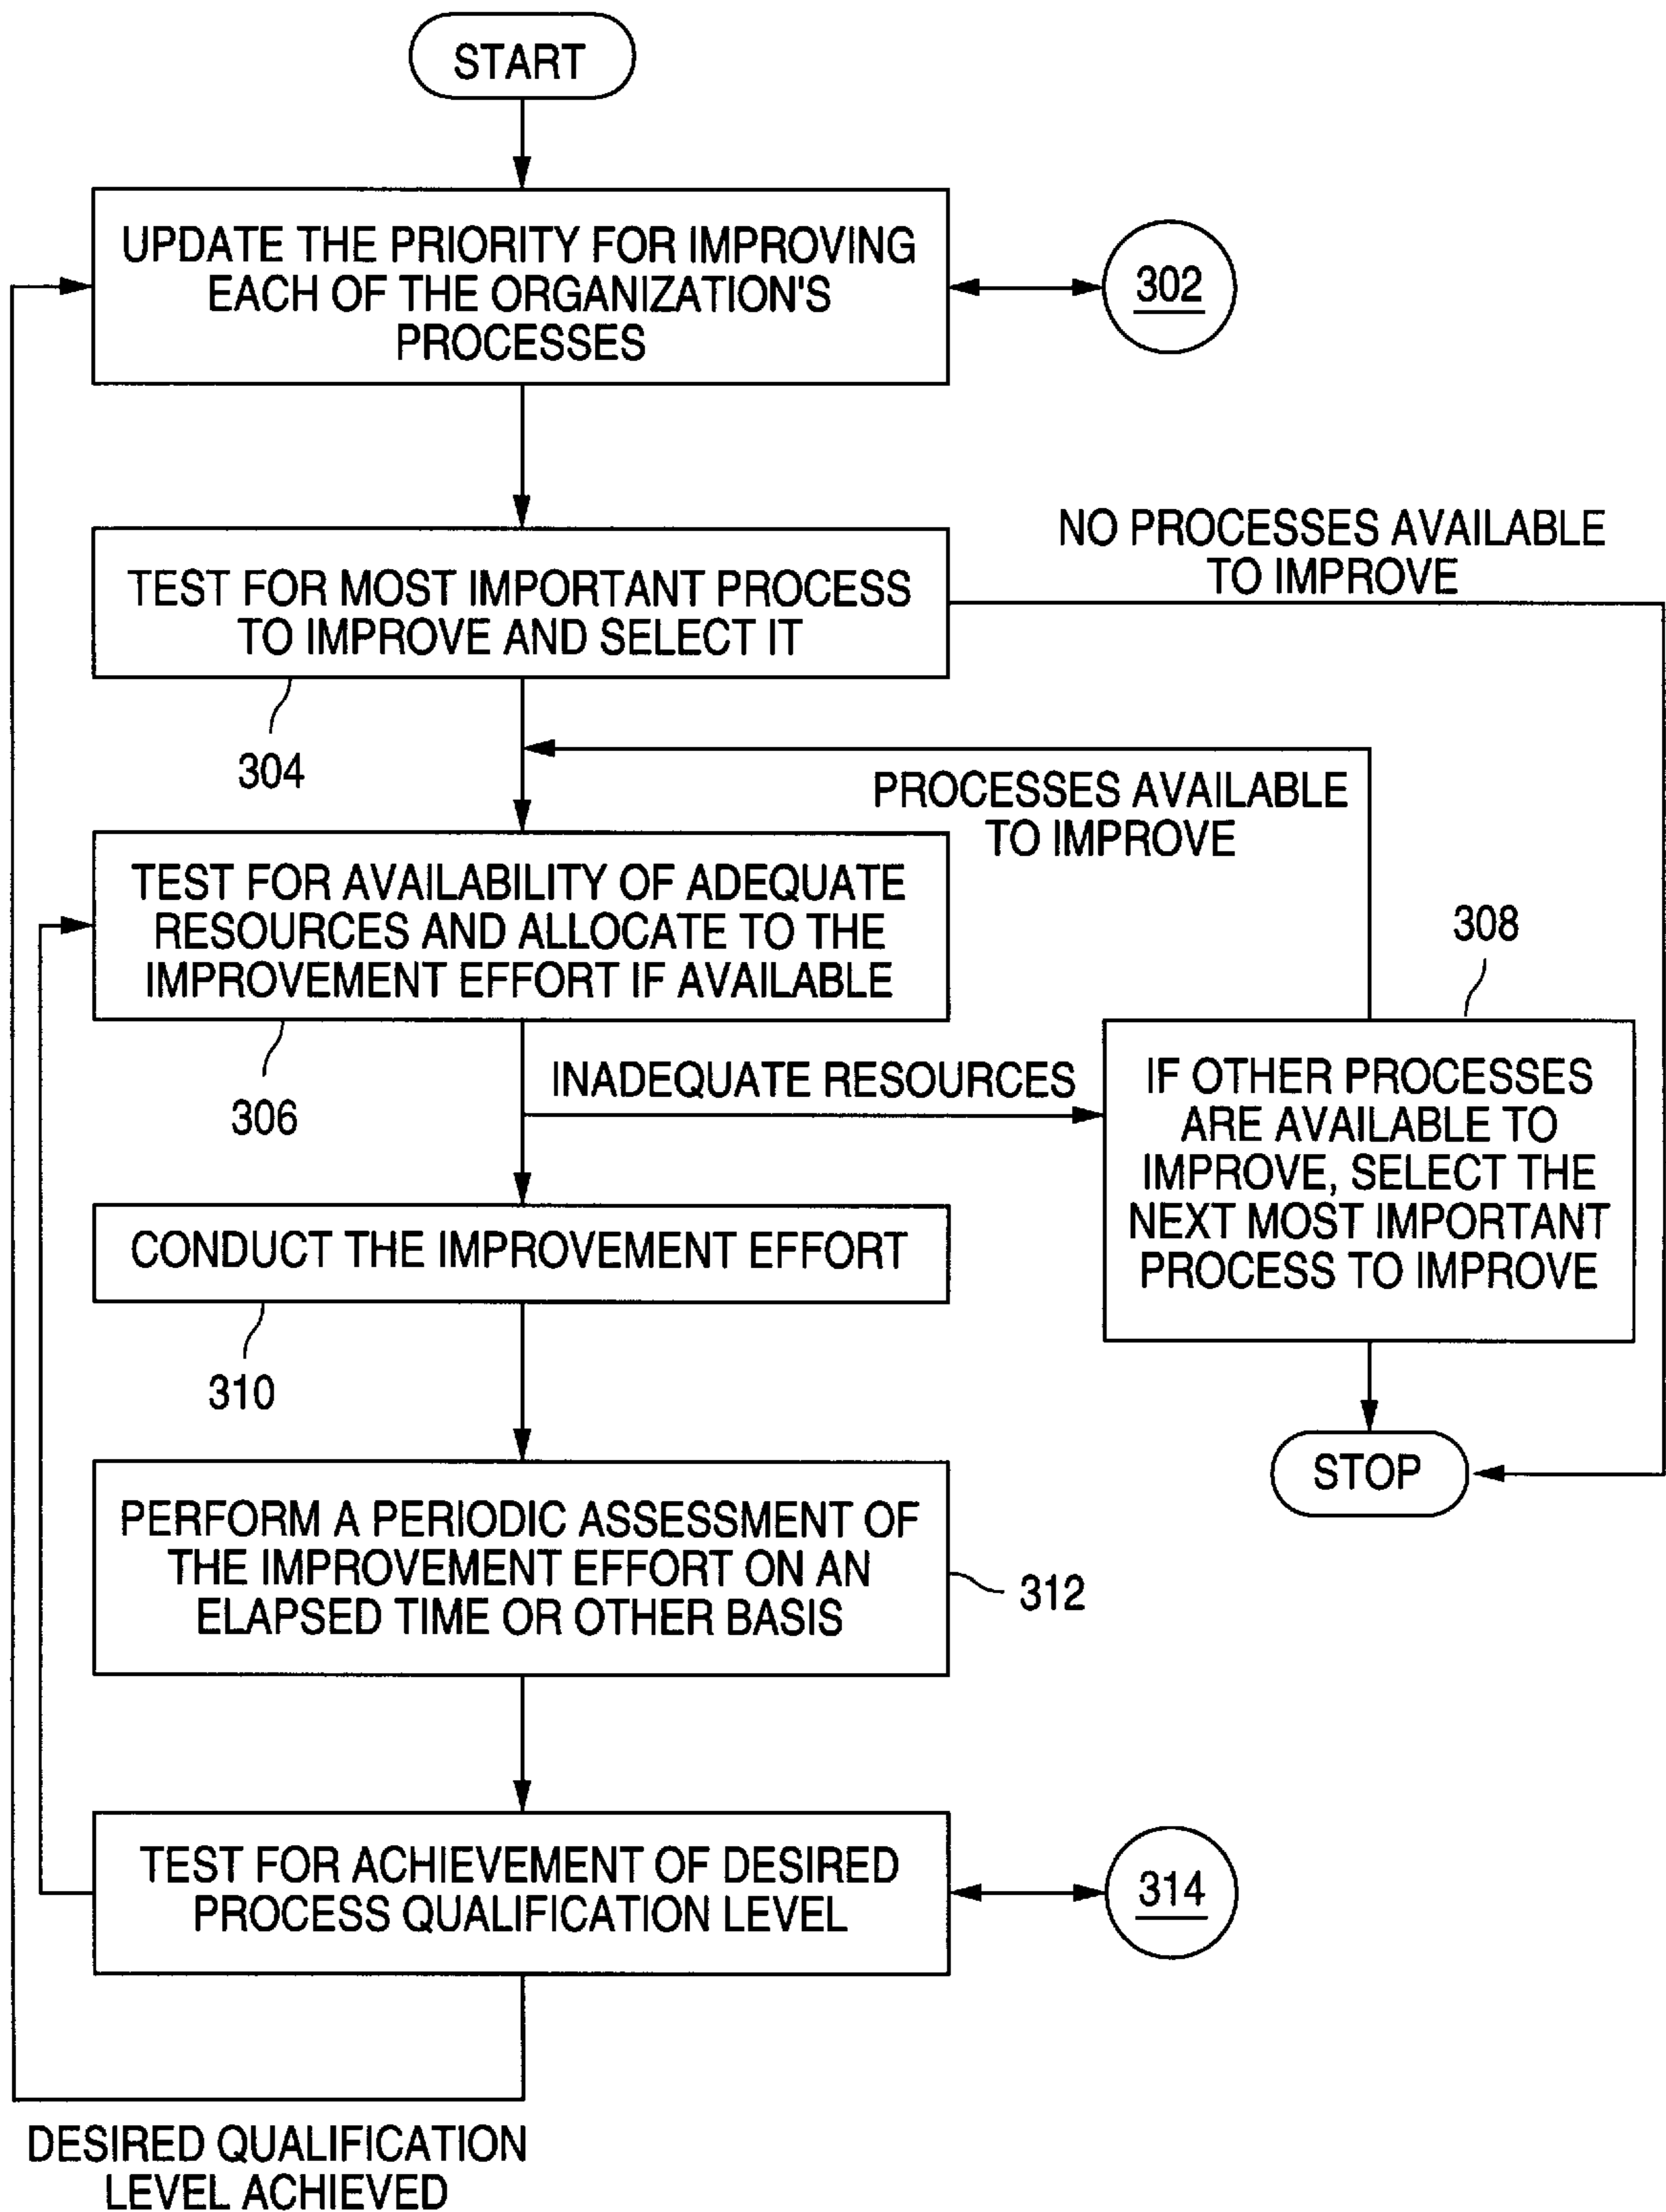 START
UPDATE THE PRIORITY FOR IMPROVING
EACH OF THE ORGANIZATION'S
PROCESSES
302
NO PROCESSES AVAILABLE
TO IMPROVE
TEST FOR MOST IMPORTANT PROCESS
TO IMPROVE AND SELECT IT
304
PROCESSES AVAILABLE
TO IMPROVE
TEST FOR AVAILABILITY OF ADEQUATE
RESOURCES AND ALLOCATE TO THE
IMPROVEMENT EFFORT IF AVAILABLE
306
INADEQUATE RESOURCES
308
IF OTHER PROCESSES
ARE AVAILABLE TO
IMPROVE, SELECT THE
NEXT MOST IMPORTANT
PROCESS TO IMPROVE
CONDUCT THE IMPROVEMENT EFFORT
310
STOP
PERFORM A PERIODIC ASSESSMENT OF
THE IMPROVEMENT EFFORT ON AN
ELAPSED TIME OR OTHER BASIS
312
TEST FOR ACHIEVEMENT OF DESIRED
PROCESS QUALIFICATION LEVEL
314
DESIRED QUALIFICATION
LEVEL ACHIEVED